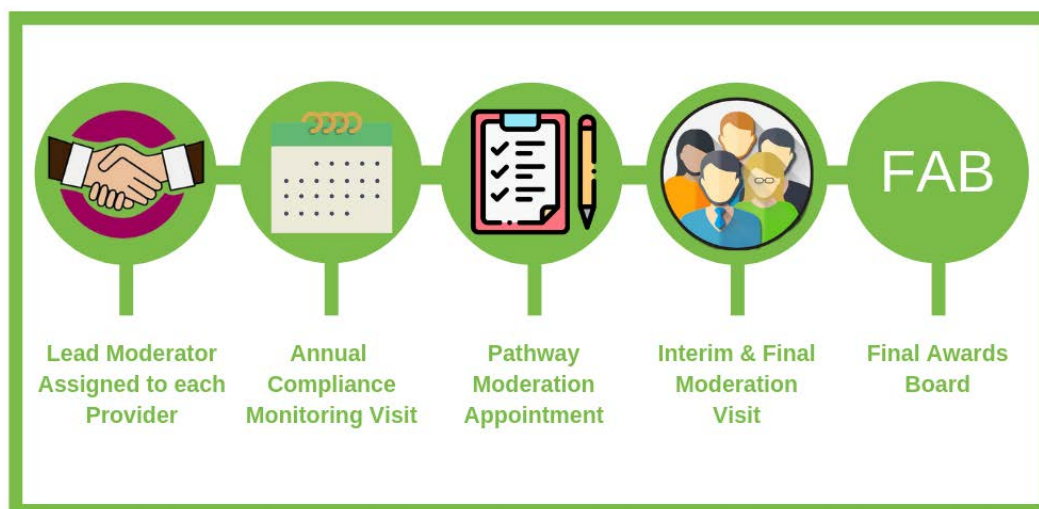 FAB
Lead Moderator
Assigned to each
Provider
Annual
Compliance
Monitoring Visit
Pathway
Moderation
Appointment
Interim & Final
Moderation
Visit
Final Awards
Board